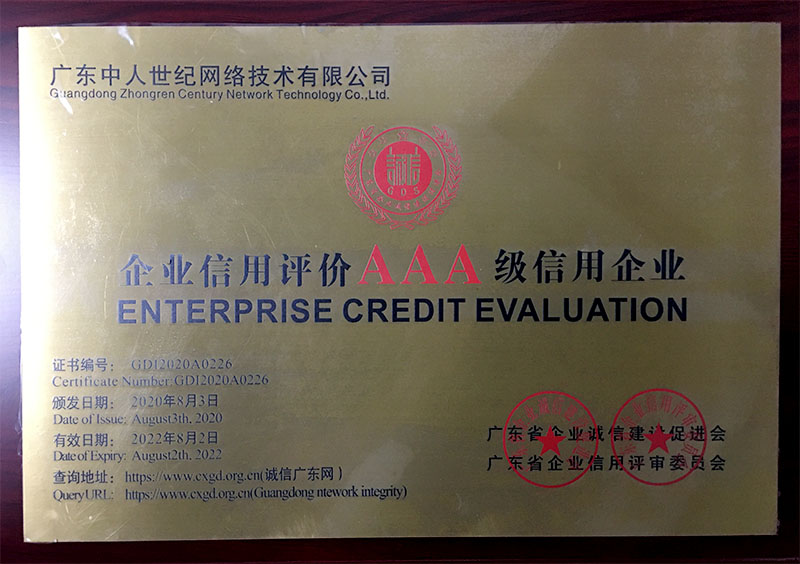 广东中人世纪网络技术有限公司
Guangdong Zhongren Century Network Technology Co.,Ltd.
誠信
GDS
企业信用评价AAA级信用企业
ENTERPRISE CREDIT EVALUATION
证书编号： GDI2020A0226
Certificate Number:GDI2020A0226
颁发日期： 2020年8月3日
Date of Issue: August3th, 2020
有效日期： 2022年8月2日
Date of Expiry: August2th, 2022
查询地址： https://www.cxgd.org.cn(诚信广东网)
Query URL: https://www.cxgd.org.cn(Guangdong ntework integrity)
广东省企业诚信建设促进会
广东省企业信用评审委员会